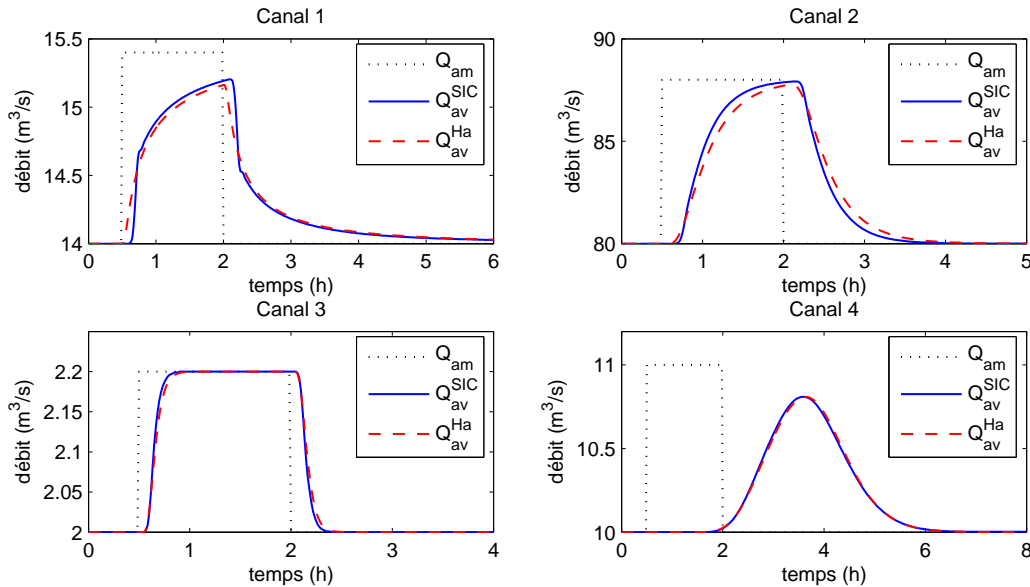 Canal 1
15.5
15
14.5
14
débit (m³/s)
0 1 2 3 4 5 6
temps (h)
Q_am
Q_av^SIC
Q_av^Ha
Canal 2
90
85
80
débit (m³/s)
0 1 2 3 4 5
temps (h)
Q_am
Q_av^SIC
Q_av^Ha
Canal 3
2.2
2.15
2.1
2.05
2
débit (m³/s)
0 1 2 3 4
temps (h)
Q_am
Q_av^SIC
Q_av^Ha
Canal 4
11
10.5
10
débit (m³/s)
0 2 4 6 8
temps (h)
Q_am
Q_av^SIC
Q_av^Ha